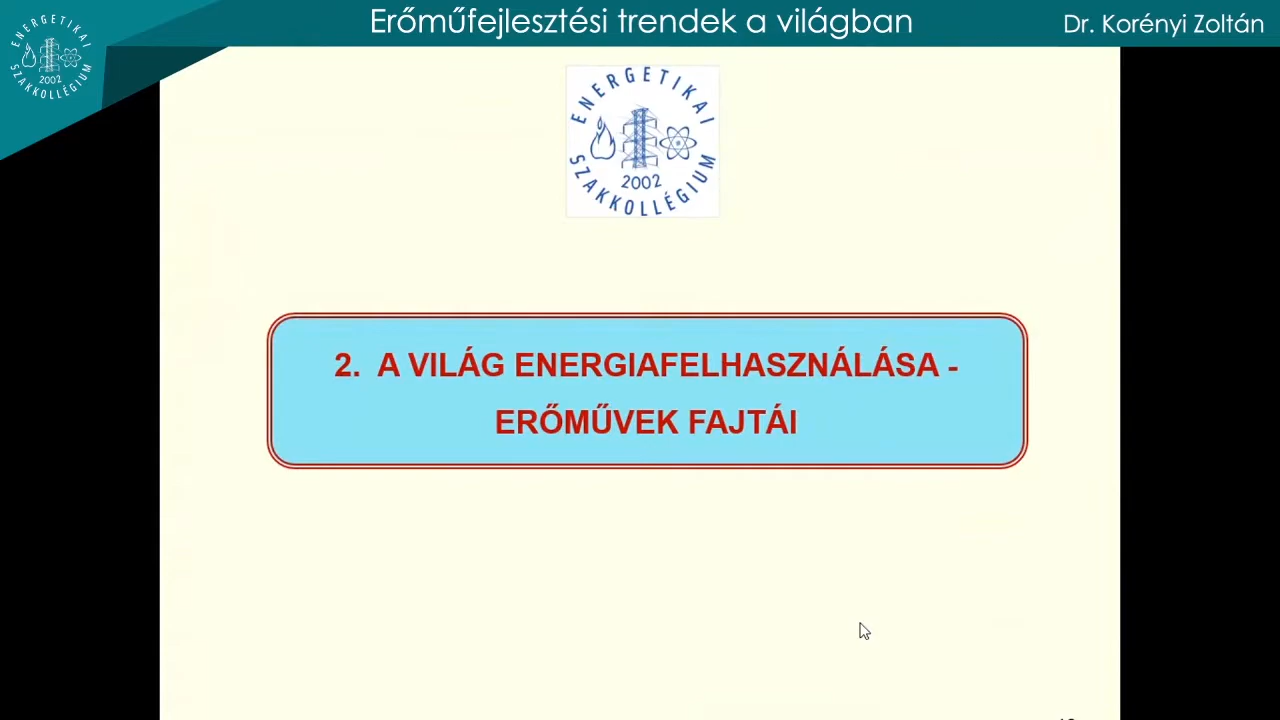 Erőműfejlesztési trendek a világban
Dr. Korényi Zoltán
ENERGETIKAI
2002
SZAKKOLLÉGIUM
ENERGETIKAI
2002
SZAKKOLLÉGIUM
2. A VILÁG ENERGIAFELHASZNÁLÁSA -
ERŐMŰVEK FAJTÁI